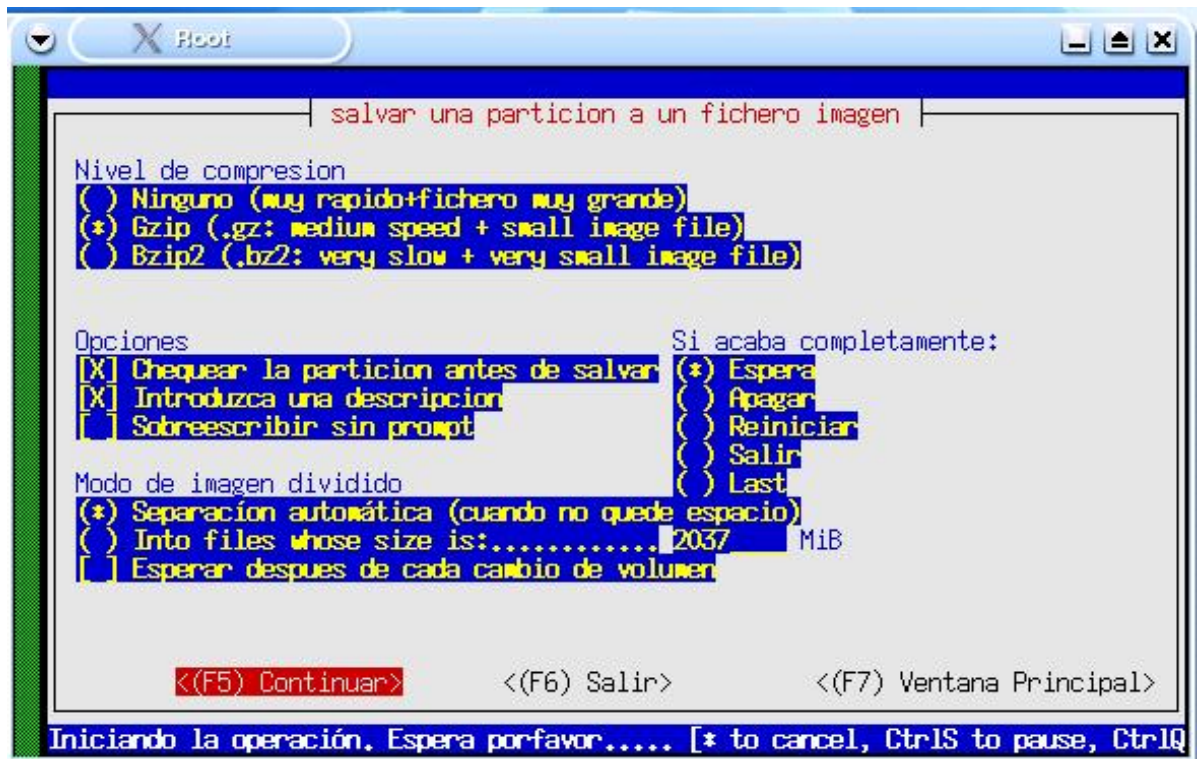 Root
salvar una particion a un fichero imagen
Nivel de compresion
( ) Ninguno (muy rapido+fichero muy grande)
(*) Gzip (.gz: medium speed + small image file)
( ) Bzip2 (.bz2: very slow + very small image file)
Opciones
[X] Chequear la particion antes de salvar
[X] Introduzca una descripcion
[ ] Sobreescribir sin prompt
Si acaba completamente:
(*) Espera
( ) Apagar
( ) Reiniciar
( ) Salir
( ) Last
Modo de imagen dividido
(*) Separacíon automática (cuando no quede espacio)
( ) Into files whose size is:............ 2037 MiB
[ ] Esperar despues de cada cambio de volumen
<(F5) Continuar> <(F6) Salir> <(F7) Ventana Principal>
Iniciando la operación. Espera porfavor..... [* to cancel, CtrlS to pause, CtrlQ